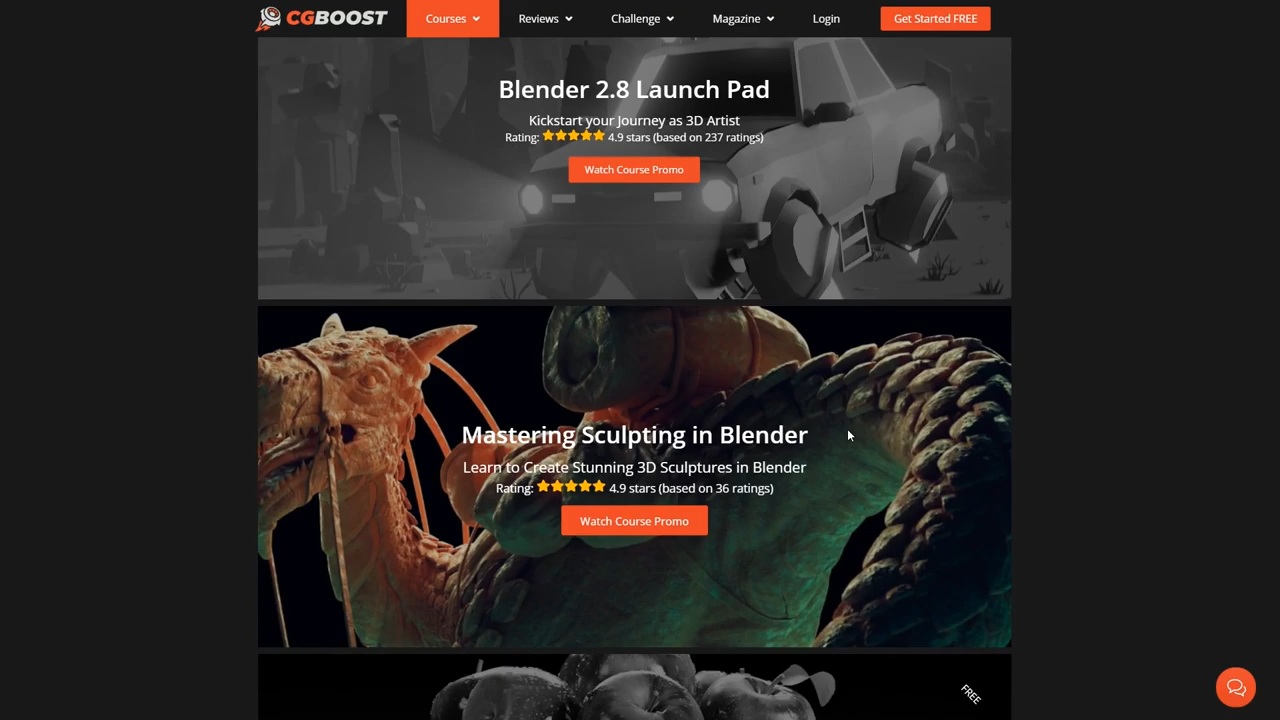 CGBOOST
Courses
Reviews
Challenge
Magazine
Login
Get Started FREE
Blender 2.8 Launch Pad
Kickstart your Journey as 3D Artist
Rating: 4.9 stars (based on 237 ratings)
Watch Course Promo
Mastering Sculpting in Blender
Learn to Create Stunning 3D Sculptures in Blender
Rating: 4.9 stars (based on 36 ratings)
Watch Course Promo
FREE